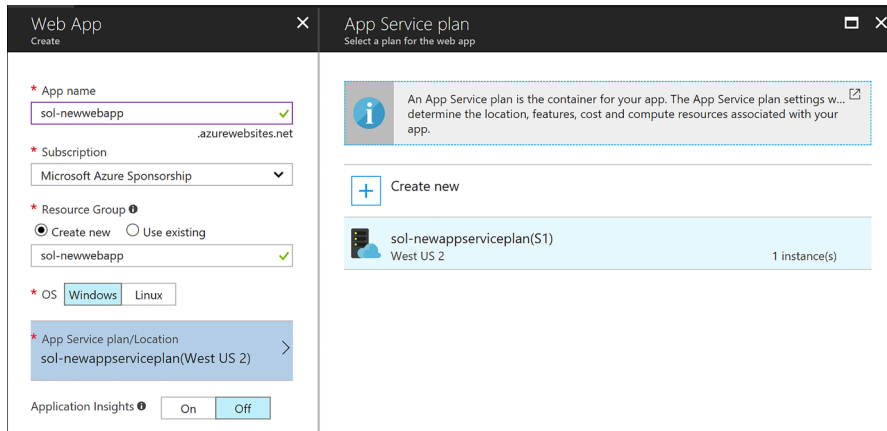 Web App
Create
* App name
sol-newwebapp
.azurewebsites.net
* Subscription
Microsoft Azure Sponsorship
* Resource Group
Create new Use existing
sol-newwebapp
* OS Windows Linux
* App Service plan/Location
sol-newappserviceplan(West US 2)
Application Insights On Off
App Service plan
Select a plan for the web app
An App Service plan is the container for your app. The App Service plan settings w...
determine the location, features, cost and compute resources associated with your
app.
Create new
sol-newappserviceplan(S1)
West US 2 1 instance(s)